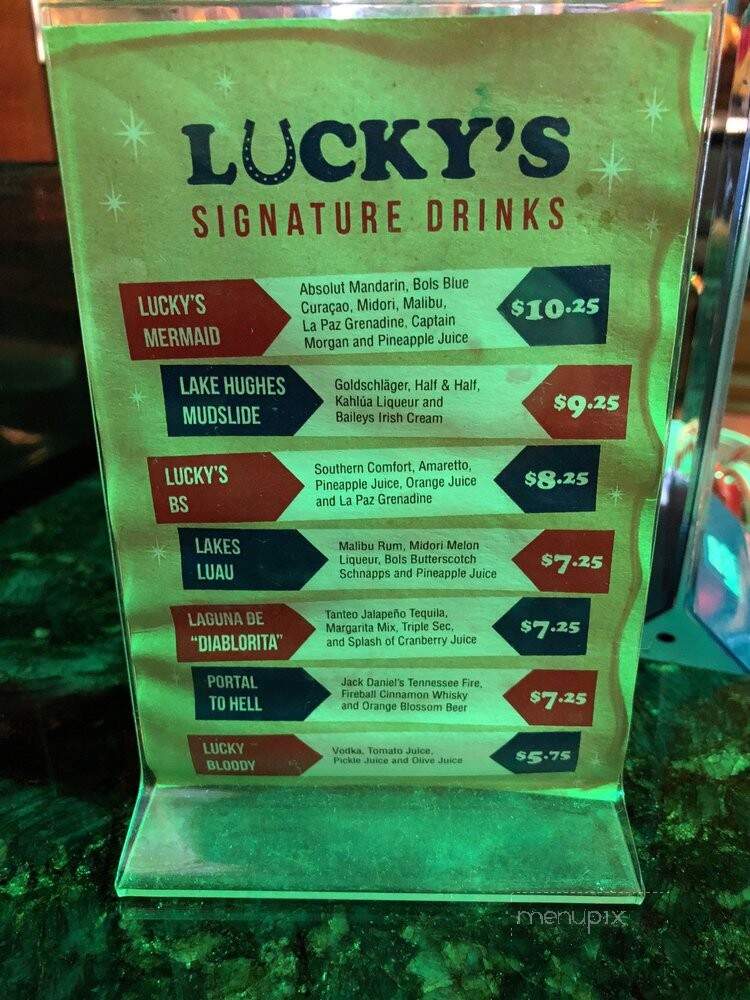 LUCKY'S
SIGNATURE DRINKS
LUCKY'S
MERMAID
Absolut Mandarin, Bols Blue
Curaçao, Midori, Malibu,
La Paz Grenadine, Captain
Morgan and Pineapple Juice
$10.25
LAKE HUGHES
MUDSLIDE
Goldschläger, Half & Half,
Kahlúa Liqueur and
Baileys Irish Cream
$9.25
LUCKY'S
BS
Southern Comfort, Amaretto,
Pineapple Juice, Orange Juice
and La Paz Grenadine
$8.25
LAKES
LUAU
Malibu Rum, Midori Melon
Liqueur, Bols Butterscotch
Schnapps and Pineapple Juice
$7.25
LAGUNA DE
"DIABLORITA"
Tanteo Jalapeño Tequila,
Margarita Mix, Triple Sec,
and Splash of Cranberry Juice
$7.25
PORTAL
TO HELL
Jack Daniel's Tennessee Fire,
Fireball Cinnamon Whisky
and Orange Blossom Beer
$7.25
LUCKY
BLOODY
Vodka, Tomato Juice,
Pickle Juice and Olive Juice
$5.75
menupix